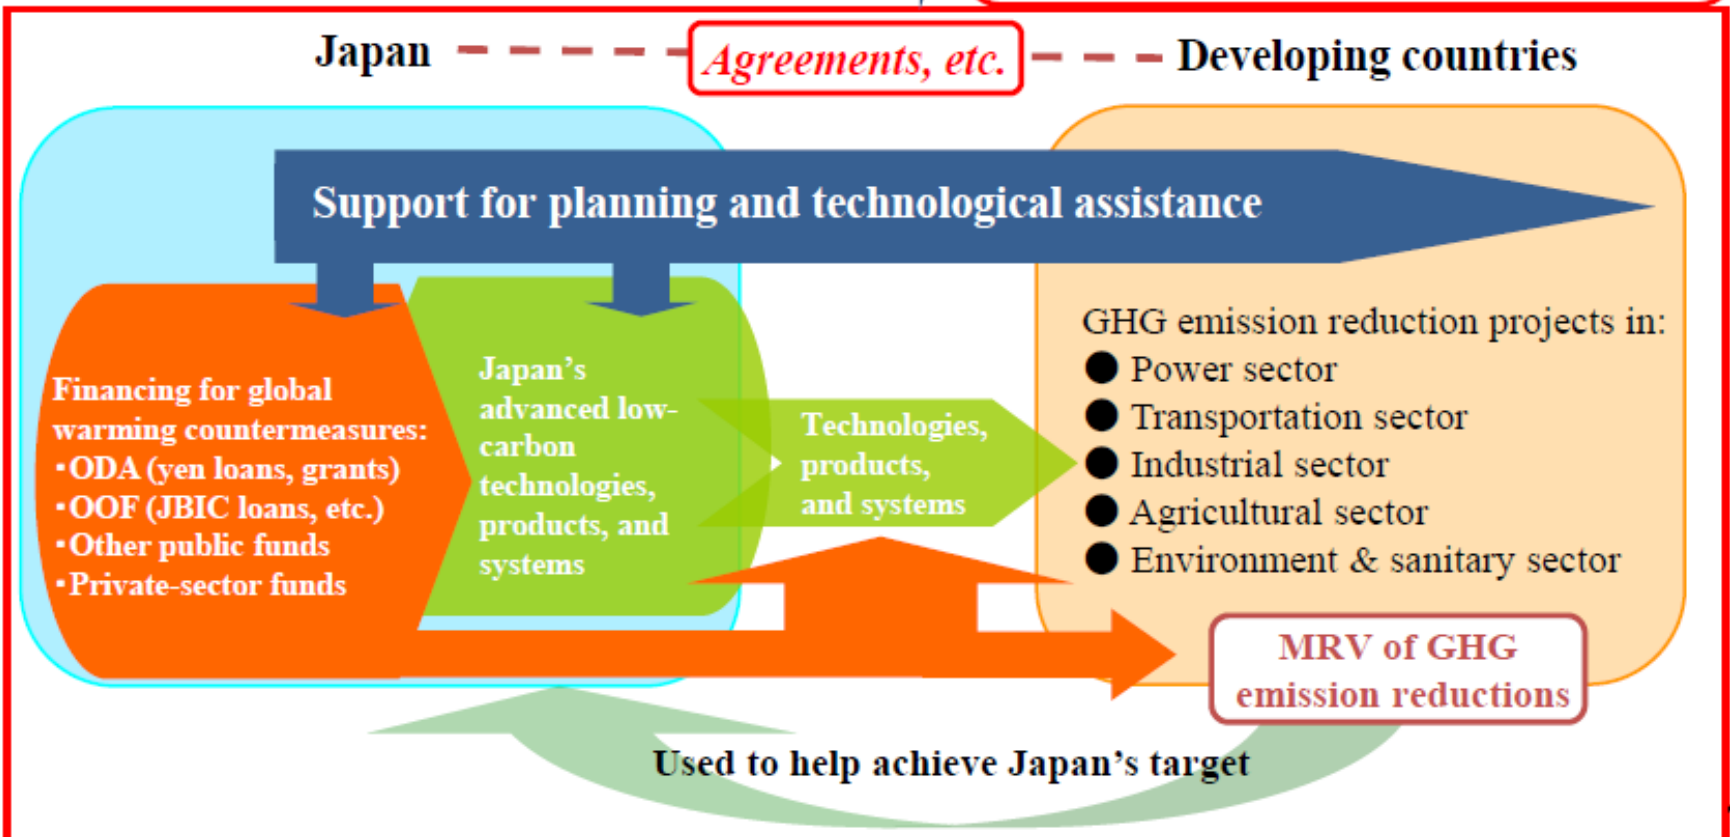 Japan
Agreements, etc.
Developing countries
Support for planning and technological assistance
Financing for global
warming countermeasures:
・ODA (yen loans, grants)
・OOF (JBIC loans, etc.)
・Other public funds
・Private-sector funds
Japan’s
advanced low-
carbon
technologies,
products, and
systems
Technologies,
products,
and systems
GHG emission reduction projects in:
● Power sector
● Transportation sector
● Industrial sector
● Agricultural sector
● Environment & sanitary sector
MRV of GHG
emission reductions
Used to help achieve Japan’s target